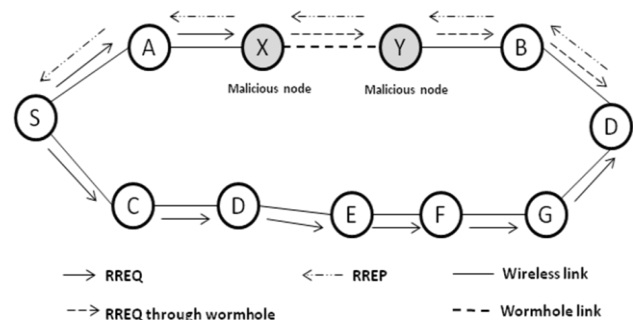 A
X
Y
B
Malicious node
Malicious node
S
D
C
D
E
F
G
RREQ
RREP
Wireless link
RREQ through wormhole
Wormhole link